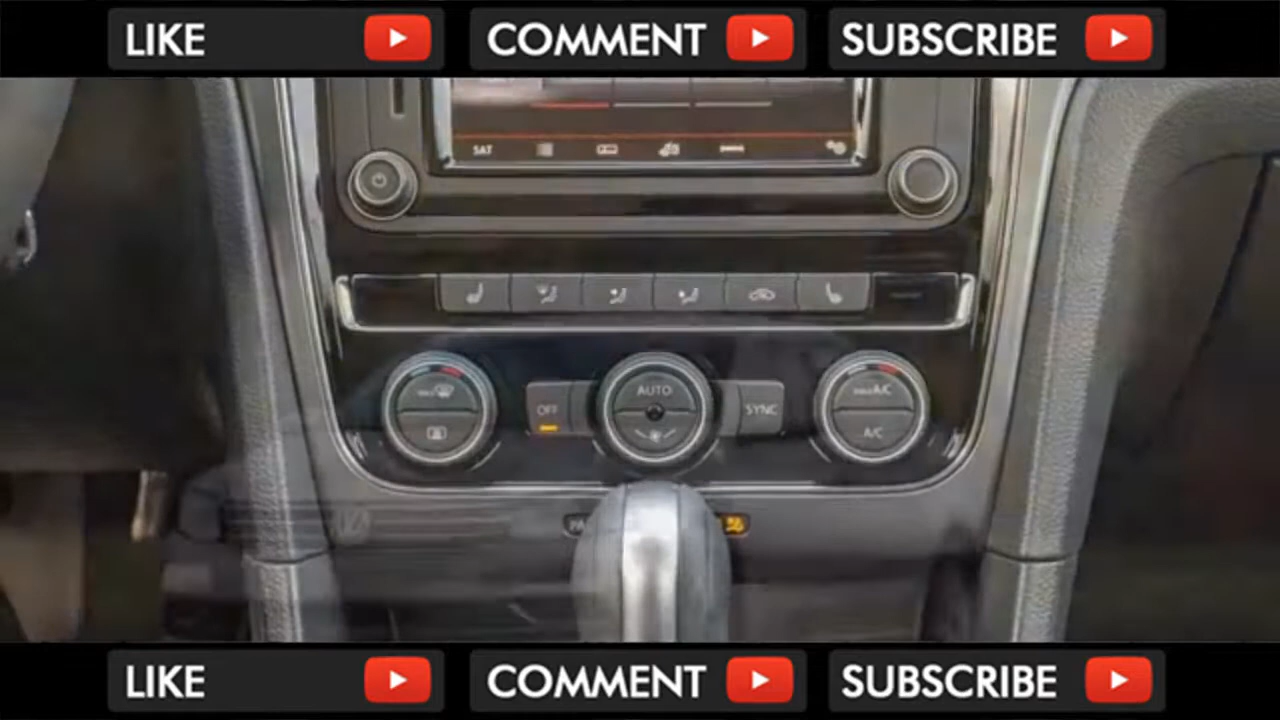 LIKE COMMENT SUBSCRIBE
SAT
AUTO
OFF SYNC
A/C
A/C
LIKE COMMENT SUBSCRIBE